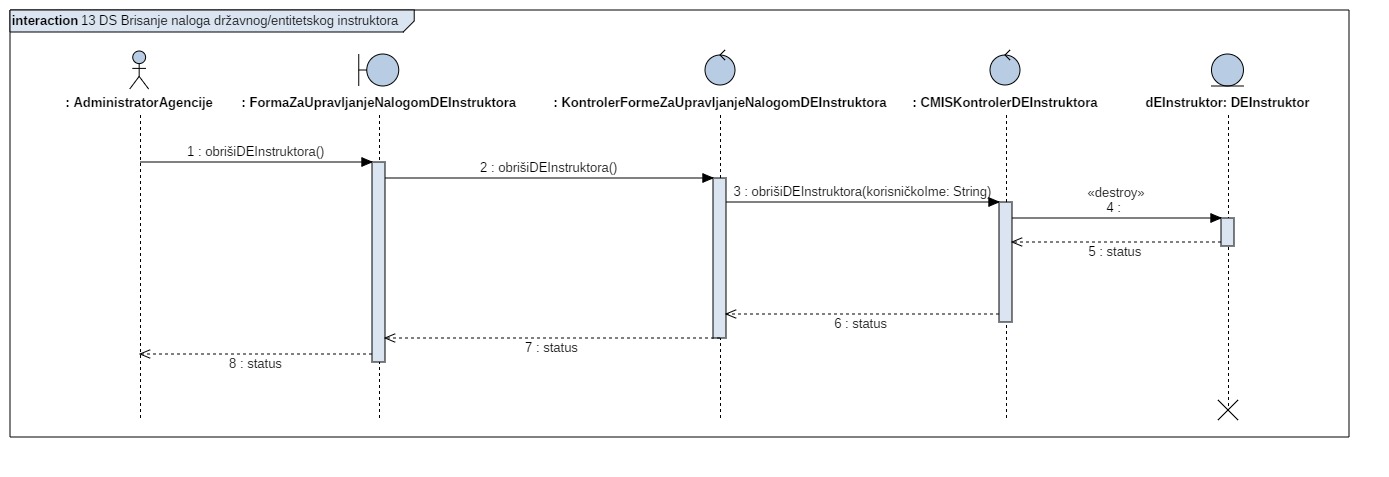 interaction 13 DS Brisanje naloga državnog/entitetskog instruktora
: AdministratorAgencije
: FormaZaUpravljanjeNalogomDEInstruktora
: KontrolerFormeZaUpravljanjeNalogomDEInstruktora
: CMISKontrolerDEInstruktora
dEInstruktor: DEInstruktor
1 : obrišiDEInstruktora()
2 : obrišiDEInstruktora()
3 : obrišiDEInstruktora(korisničkoIme: String)
«destroy»
4 :
5 : status
6 : status
7 : status
8 : status